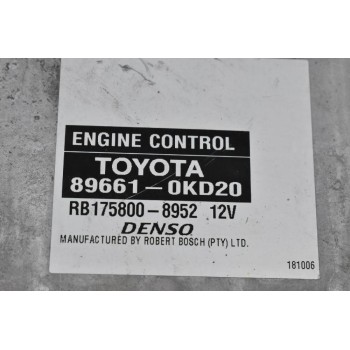 ENGINE CONTROL
TOYOTA
89661-0KD20
RB175800-8952 12V
DENSO
MANUFACTURED BY ROBERT BOSCH (PTY) LTD.
181006